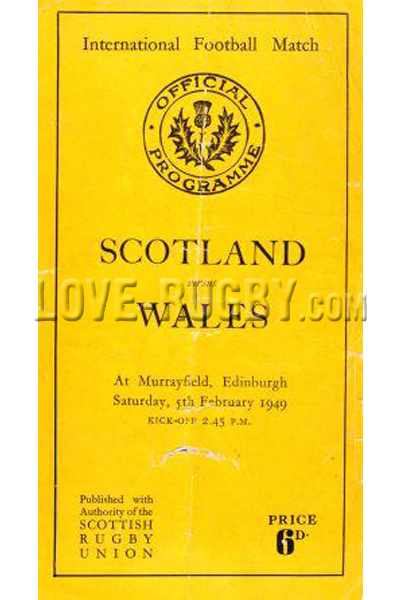 International Football Match
OFFICIAL
PROGRAMME
SCOTLAND
versus
LOVE-RUGBY.com
WALES
At Murrayfield, Edinburgh
Saturday, 5th February 1949
KICK-OFF 2.45 P.M.
Published with
Authority of the
SCOTTISH
RUGBY
UNION
PRICE
6D.